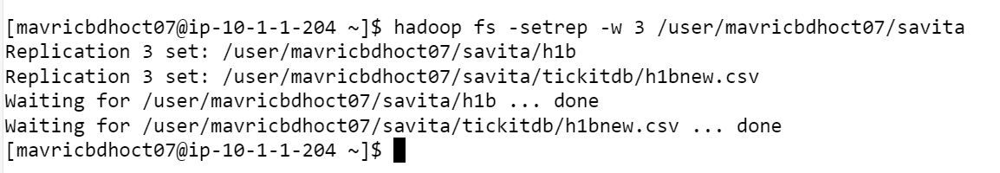 [mavricbdhoct07@ip-10-1-1-204 ~]$ hadoop fs -setrep -w 3 /user/mavricbdhoct07/savita
Replication 3 set: /user/mavricbdhoct07/savita/h1b
Replication 3 set: /user/mavricbdhoct07/savita/tickitdb/h1bnew.csv
Waiting for /user/mavricbdhoct07/savita/h1b ... done
Waiting for /user/mavricbdhoct07/savita/tickitdb/h1bnew.csv ... done
[mavricbdhoct07@ip-10-1-1-204 ~]$